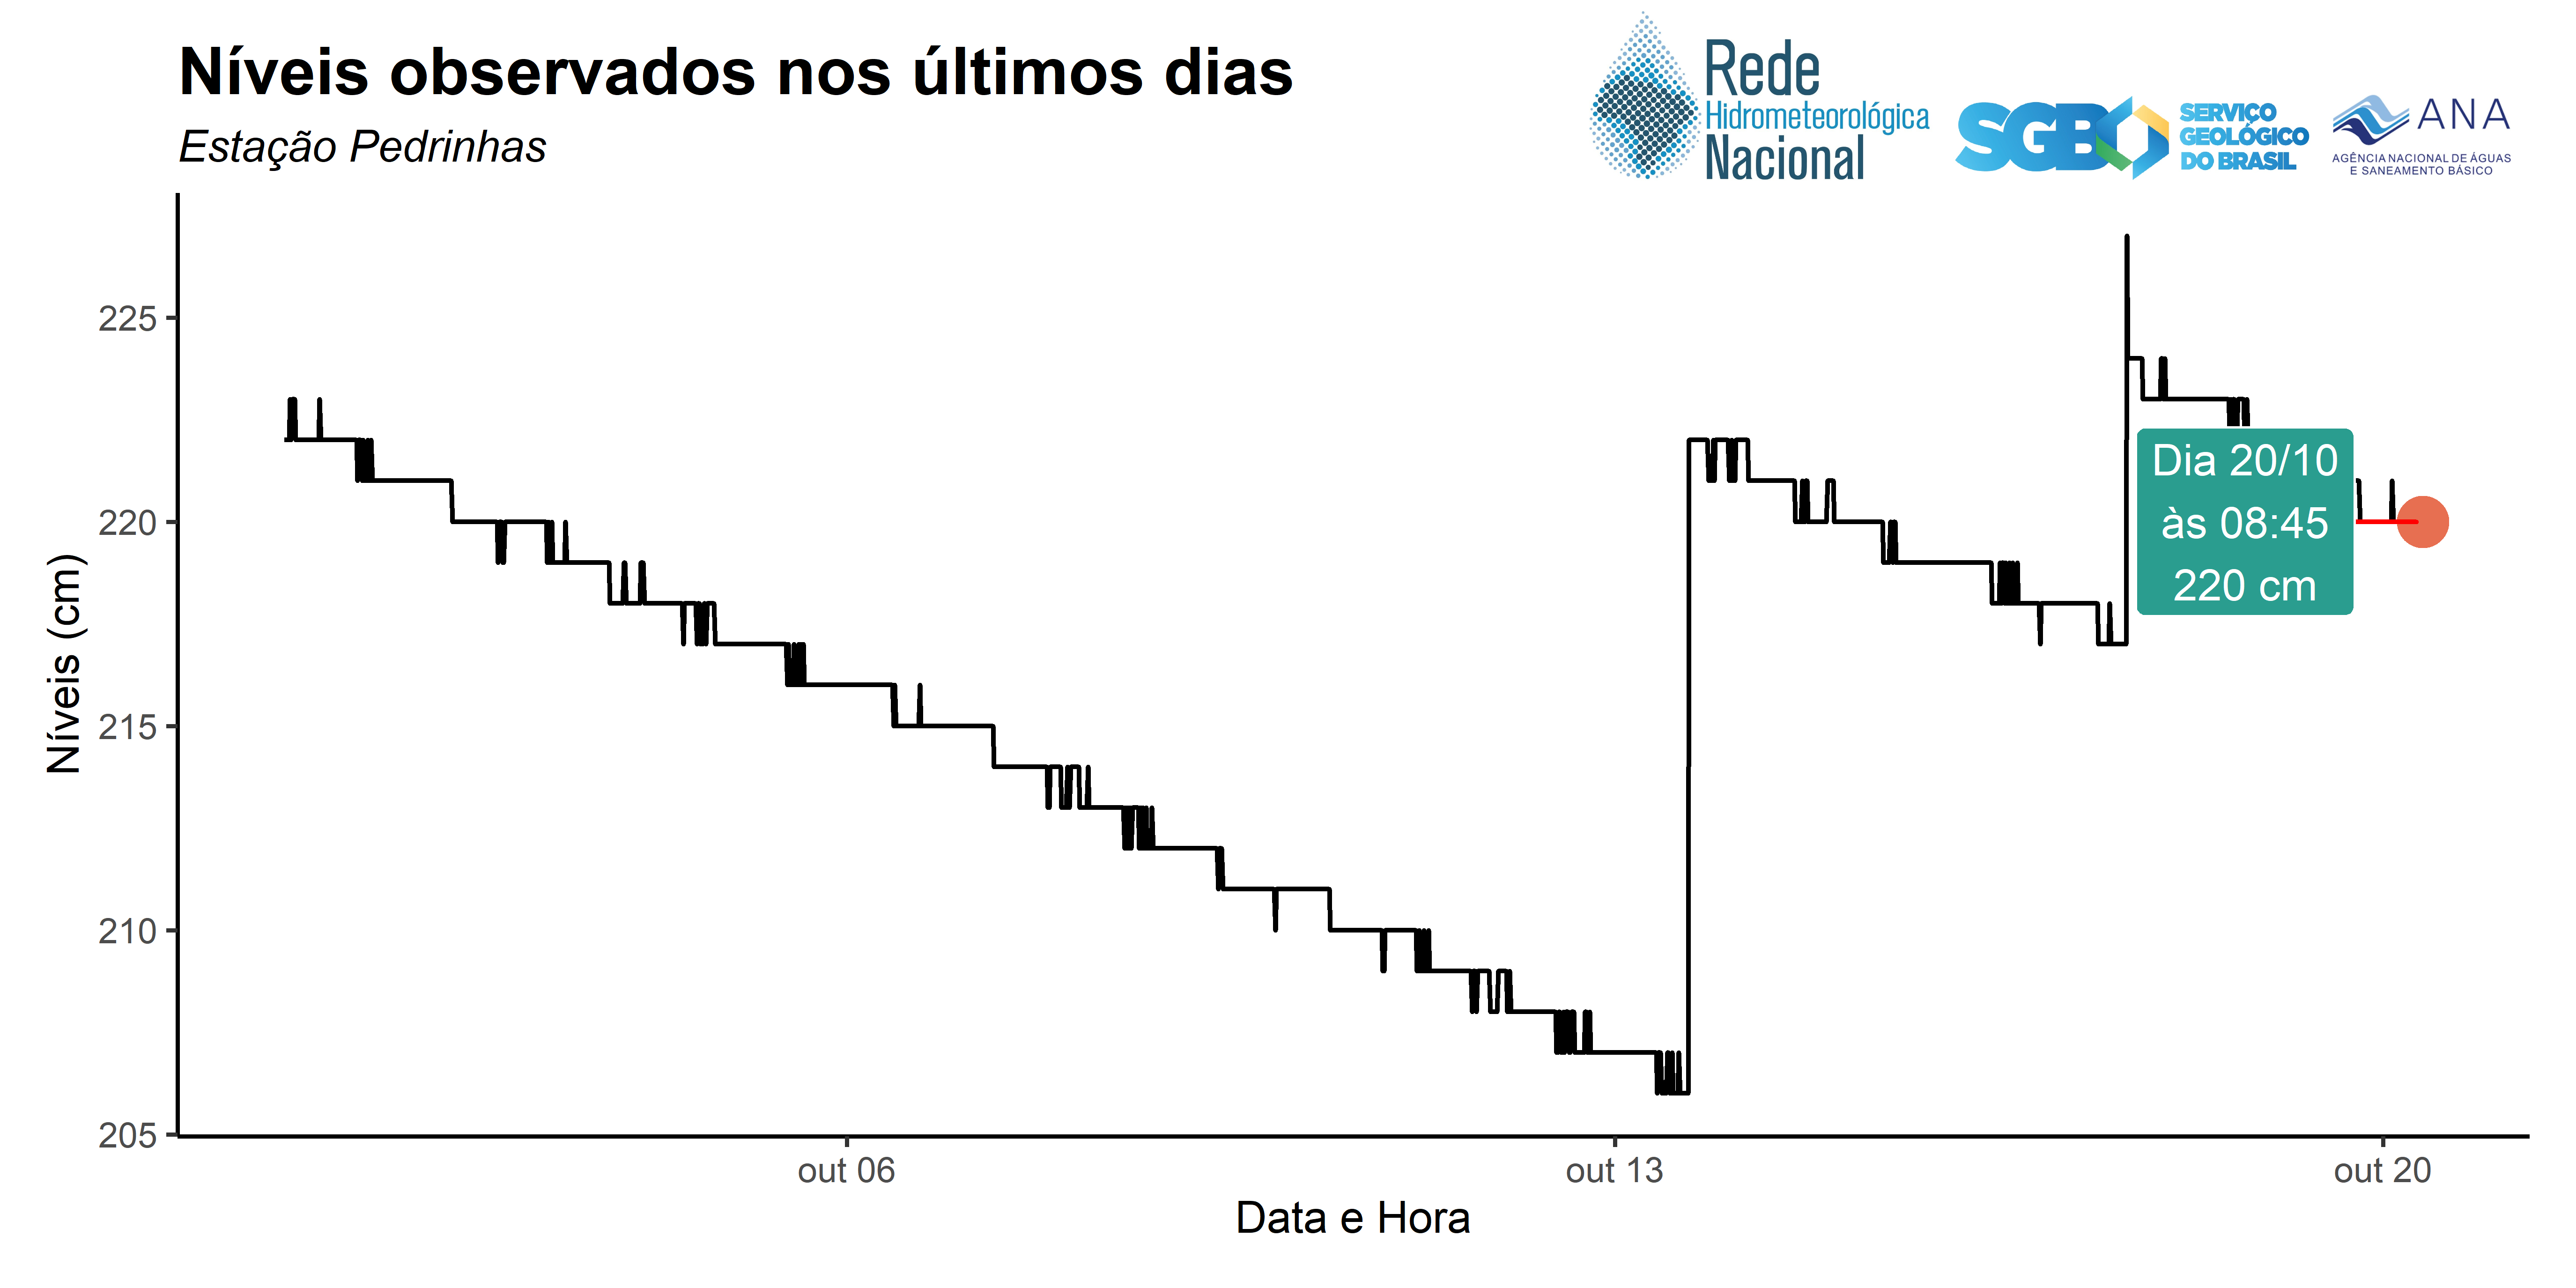 Níveis observados nos últimos dias
Estação Pedrinhas
Rede
Hidrometeorológica
Nacional
SGB
SERVIÇO
GEOLÓGICO
DO BRASIL
ANA
AGÊNCIA NACIONAL DE ÁGUAS
E SANEAMENTO BÁSICO
Níveis (cm)
225
220
215
210
205
Dia 20/10
às 08:45
220 cm
out 06
out 13
out 20
Data e Hora